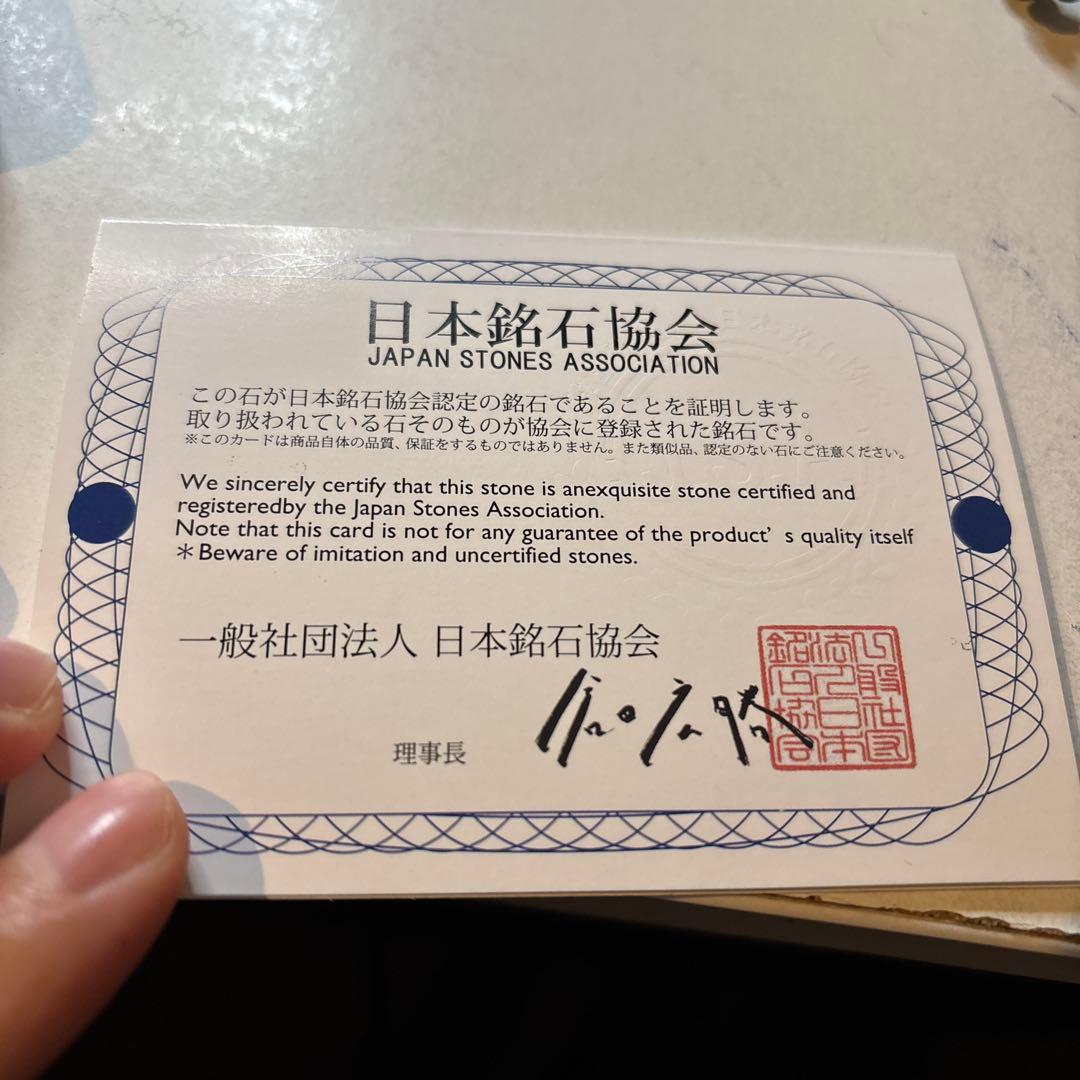 日本銘石協会
JAPAN STONES ASSOCIATION
この石が日本銘石協会認定の銘石であることを証明します。
取り扱われている石そのものが協会に登録された銘石です。
※このカードは商品自体の品質、保証をするものではありません。また類似品、認定のない石にご注意ください。
We sincerely certify that this stone is anexquisite stone certified and
registeredby the Japan Stones Association.
Note that this card is not for any guarantee of the product’ s quality itself
＊Beware of imitation and uncertified stones.
一般社団法人 日本銘石協会
理事長